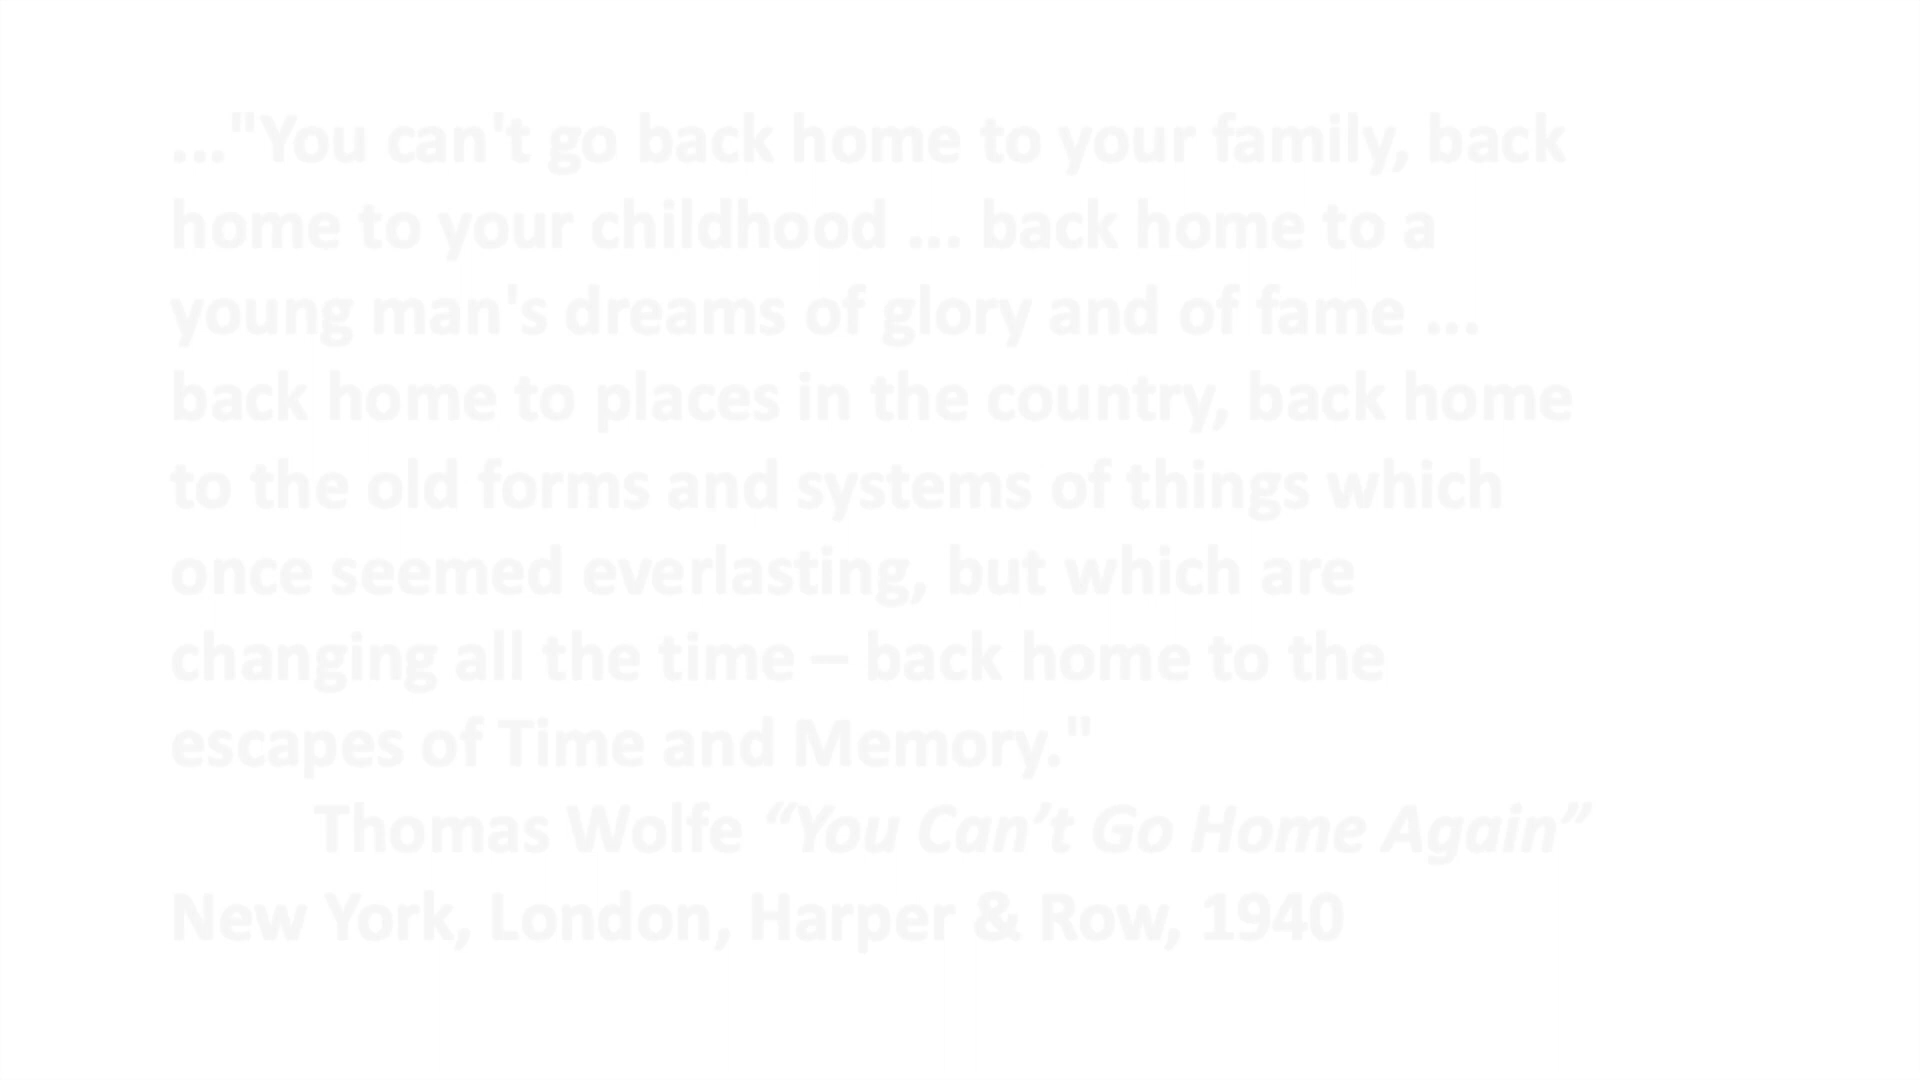 ..."You can't go back home to your family, back
home to your childhood ... back home to a
young man's dreams of glory and of fame ...
back home to places in the country, back home
to the old forms and systems of things which
once seemed everlasting, but which are
changing all the time – back home to the
escapes of Time and Memory."
Thomas Wolfe “You Can’t Go Home Again”
New York, London, Harper & Row, 1940